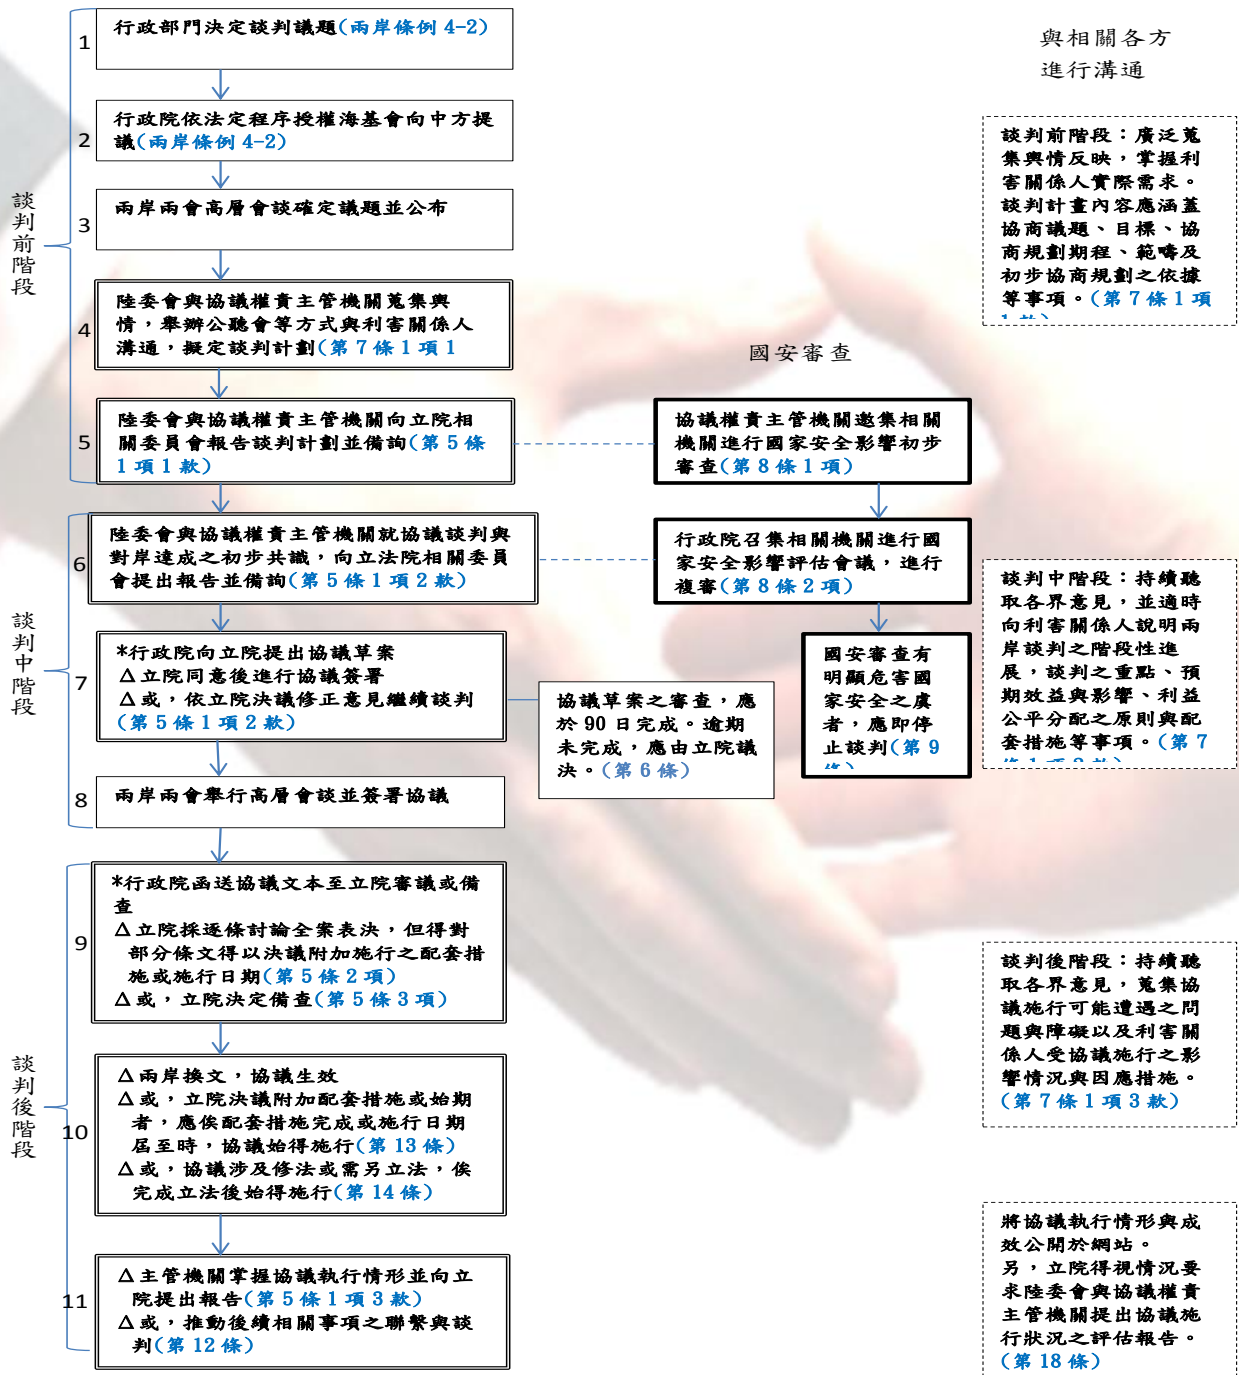 談判前階段
1
行政部門決定談判議題(兩岸條例 4-2)
2
行政院依法定程序授權海基會向中方提
議(兩岸條例 4-2)
3
兩岸兩會高層會談確定議題並公布
4
陸委會與協議權責主管機關蒐集輿
情，舉辦公聽會等方式與利害關係人
溝通，擬定談判計劃(第 7 條 1 項 1
5
陸委會與協議權責主管機關向立院相
關委員會報告談判計劃並備詢(第 5 條
1 項 1 款)
談判中階段
6
陸委會與協議權責主管機關就協議談判與
對岸達成之初步共識，向立法院相關委員
會提出報告並備詢(第 5 條 1 項 2 款)
7
*行政院向立院提出協議草案
△立院同意後進行協議簽署
△或，依立院決議修正意見繼續談判
(第 5 條 1 項 2 款)
8
兩岸兩會舉行高層會談並簽署協議
談判後階段
9
*行政院函送協議文本至立院審議或備
查
△立院採逐條討論全案表決，但得對
部分條文得以決議附加施行之配套措
施或施行日期(第 5 條 2 項)
△或，立院決定備查(第 5 條 3 項)
10
△兩岸換文，協議生效
△或，立院決議附加配套措施或始期
者，應俟配套措施完成或施行日期
屆至時，協議始得施行(第 13 條)
△或，協議涉及修法或需另立法，俟
完成立法後始得施行(第 14 條)
11
△主管機關掌握協議執行情形並向立
院提出報告(第 5 條 1 項 3 款)
△或，推動後續相關事項之聯繫與談
判(第 12 條)
國安審查
協議權責主管機關邀集相關
機關進行國家安全影響初步
審查(第 8 條 1 項)
行政院召集相關機關進行國
家安全影響評估會議，進行
複審(第 8 條 2 項)
國安審查有
明顯危害國
家安全之虞
者，應即停
止談判(第 9
條)
協議草案之審查，應
於 90 日完成。逾期
未完成，應由立院議
決。(第 6 條)
與相關各方
進行溝通
談判前階段：廣泛蒐
集輿情反映，掌握利
害關係人實際需求。
談判計畫內容應涵蓋
協商議題、目標、協
商規劃期程、範疇及
初步協商規劃之依據
等事項。(第 7 條 1 項
1 款)
談判中階段：持續聽
取各界意見，並適時
向利害關係人說明兩
岸談判之階段性進
展，談判之重點、預
期效益與影響、利益
公平分配之原則與配
套措施等事項。(第 7
條 1 項 2 款)
談判後階段：持續聽
取各界意見，蒐集協
議施行可能遭遇之問
題與障礙以及利害關
係人受協議施行之影
響情況與因應措施。
(第 7 條 1 項 3 款)
將協議執行情形與成
效公開於網站。
另，立院得視情況要
求陸委會與協議權責
主管機關提出協議施
行狀況之評估報告。
(第 18 條)